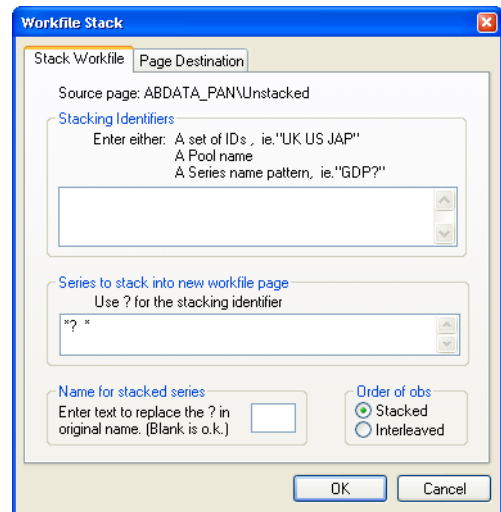 Workfile Stack
Stack Workfile Page Destination
Source page: ABDATA_PAN\Unstacked
Stacking Identifiers
Enter either: A set of IDs , ie."UK US JAP"
A Pool name
A Series name pattern, ie."GDP?"
Series to stack into new workfile page
Use ? for the stacking identifier
*? *
Name for stacked series
Enter text to replace the ? in
original name. (Blank is o.k.)
Order of obs
Stacked
Interleaved
OK Cancel